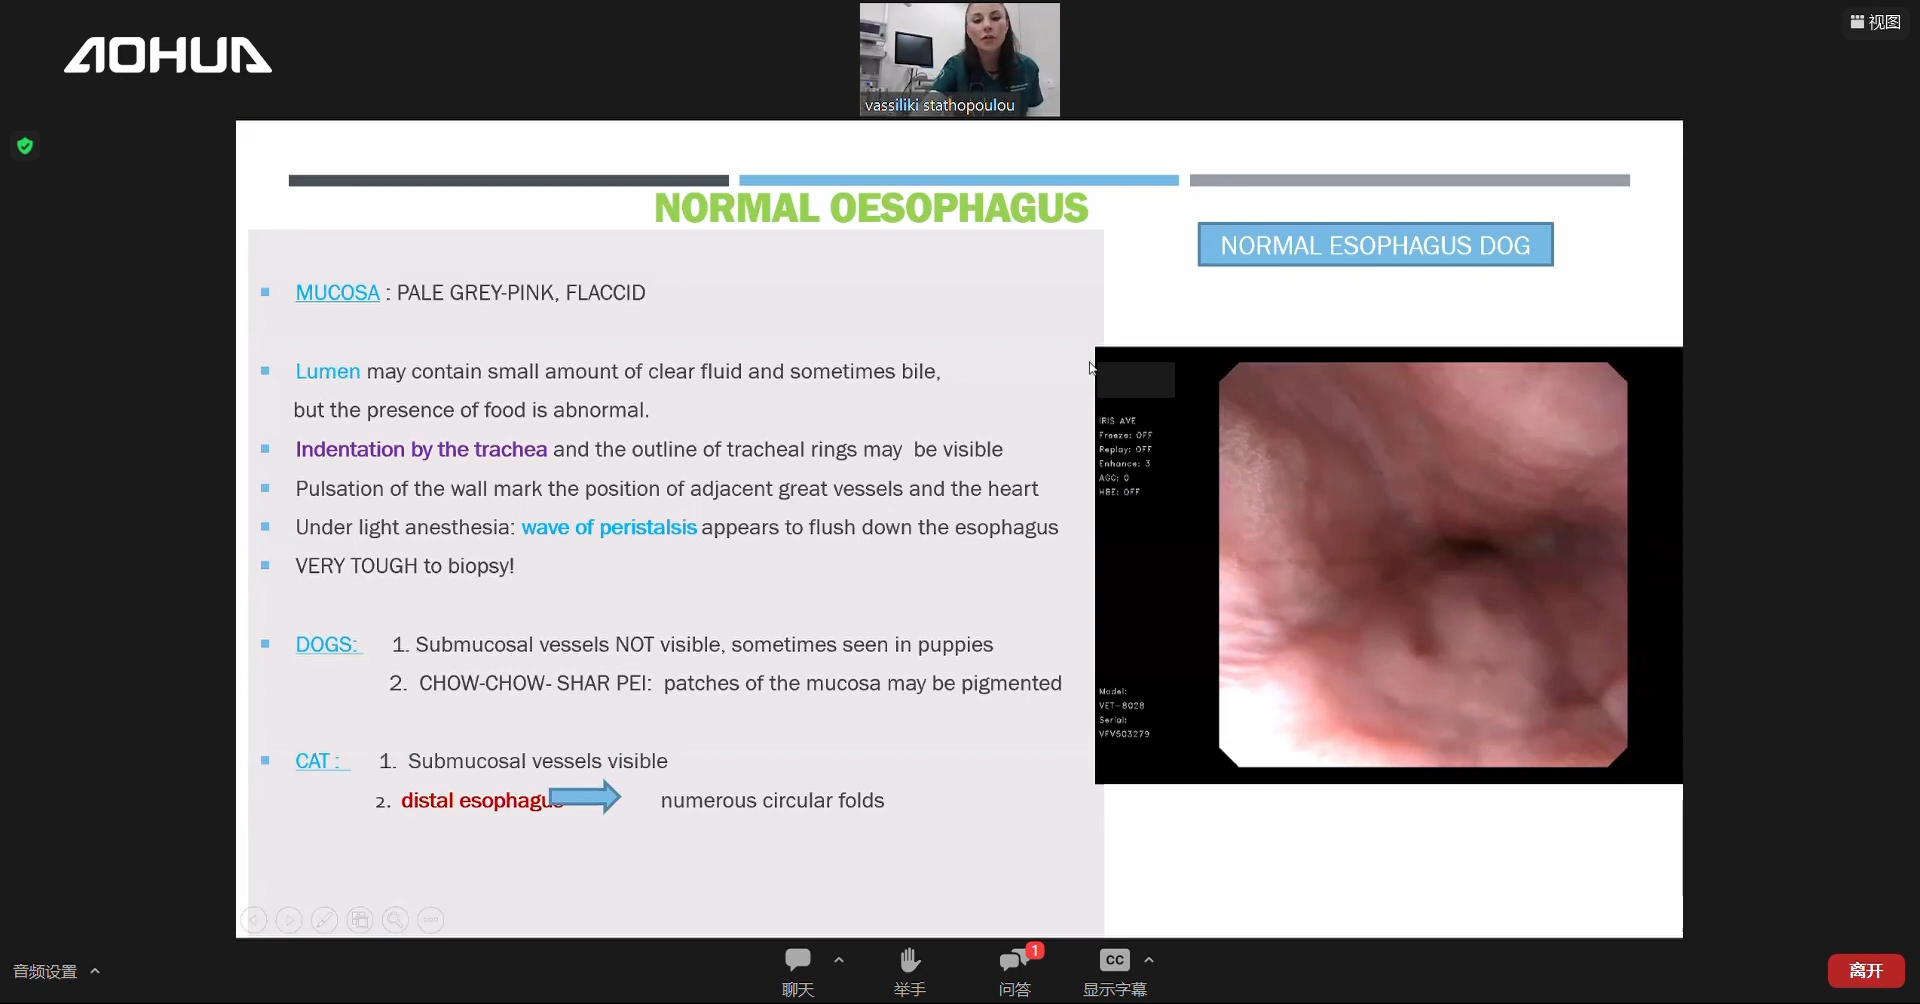 视图
AOHUA
vassiliki stathopoulou
NORMAL OESOPHAGUS
NORMAL ESOPHAGUS DOG
MUCOSA : PALE GREY-PINK, FLACCID
Lumen may contain small amount of clear fluid and sometimes bile,
but the presence of food is abnormal.
Indentation by the trachea and the outline of tracheal rings may be visible
Pulsation of the wall mark the position of adjacent great vessels and the heart
Under light anesthesia: wave of peristalsis appears to flush down the esophagus
VERY TOUGH to biopsy!
DOGS: 1. Submucosal vessels NOT visible, sometimes seen in puppies
2. CHOW-CHOW- SHAR PEI: patches of the mucosa may be pigmented
CAT : 1. Submucosal vessels visible
2. distal esophagus numerous circular folds
IRIS AVE
Freeze: OFF
Replay: OFF
Enhance: 3
AGC: 0
HBE: OFF
Model:
VET-8028
Serial:
VFV603279
音频设置
聊天
举手
1
问答
CC
显示字幕
离开